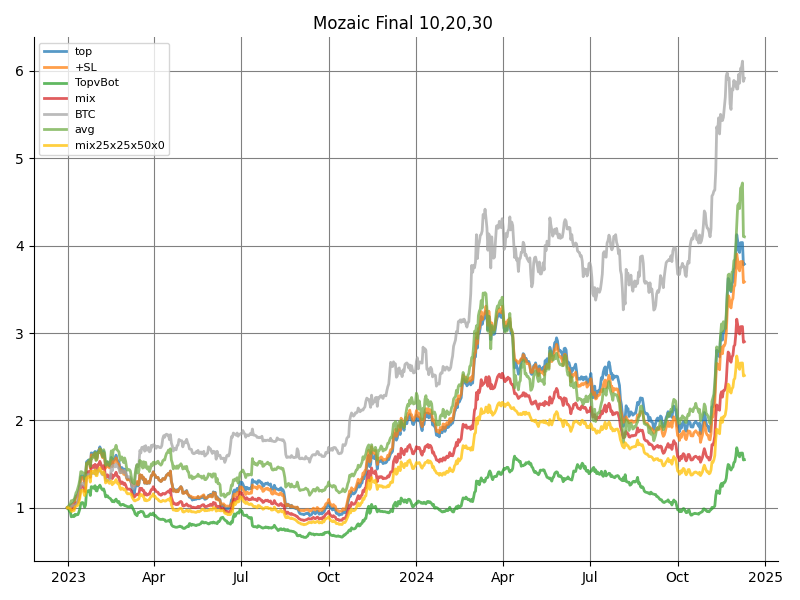 Mozaic Final 10,20,30
top
+SL
TopvBot
mix
BTC
avg
mix25x25x50x0
6
5
4
3
2
1
2023 Apr Jul Oct 2024 Apr Jul Oct 2025